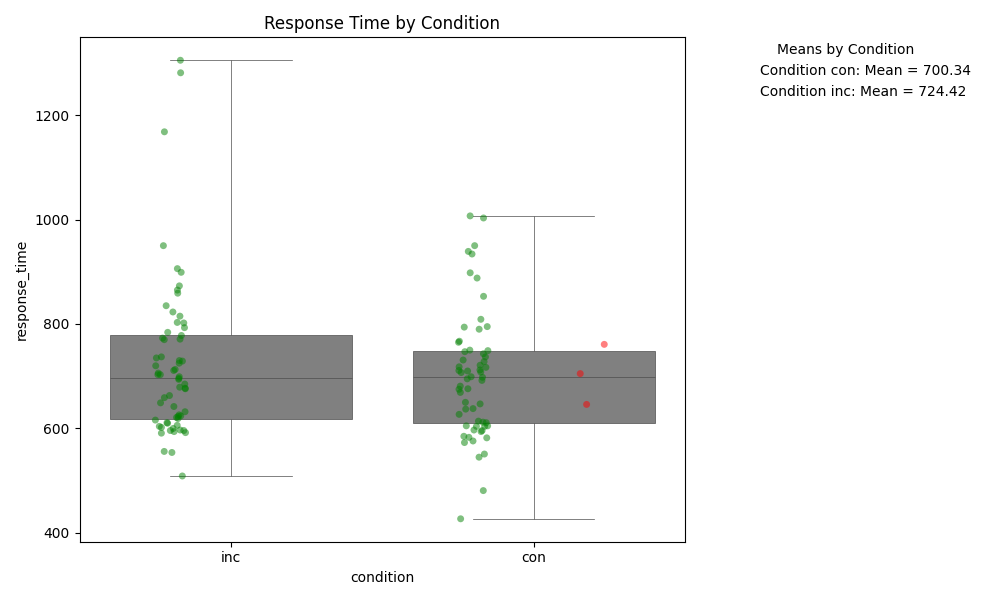 Response Time by Condition
Means by Condition
Condition con: Mean = 700.34
Condition inc: Mean = 724.42
1200
1000
800
600
400
response_time
inc
con
condition